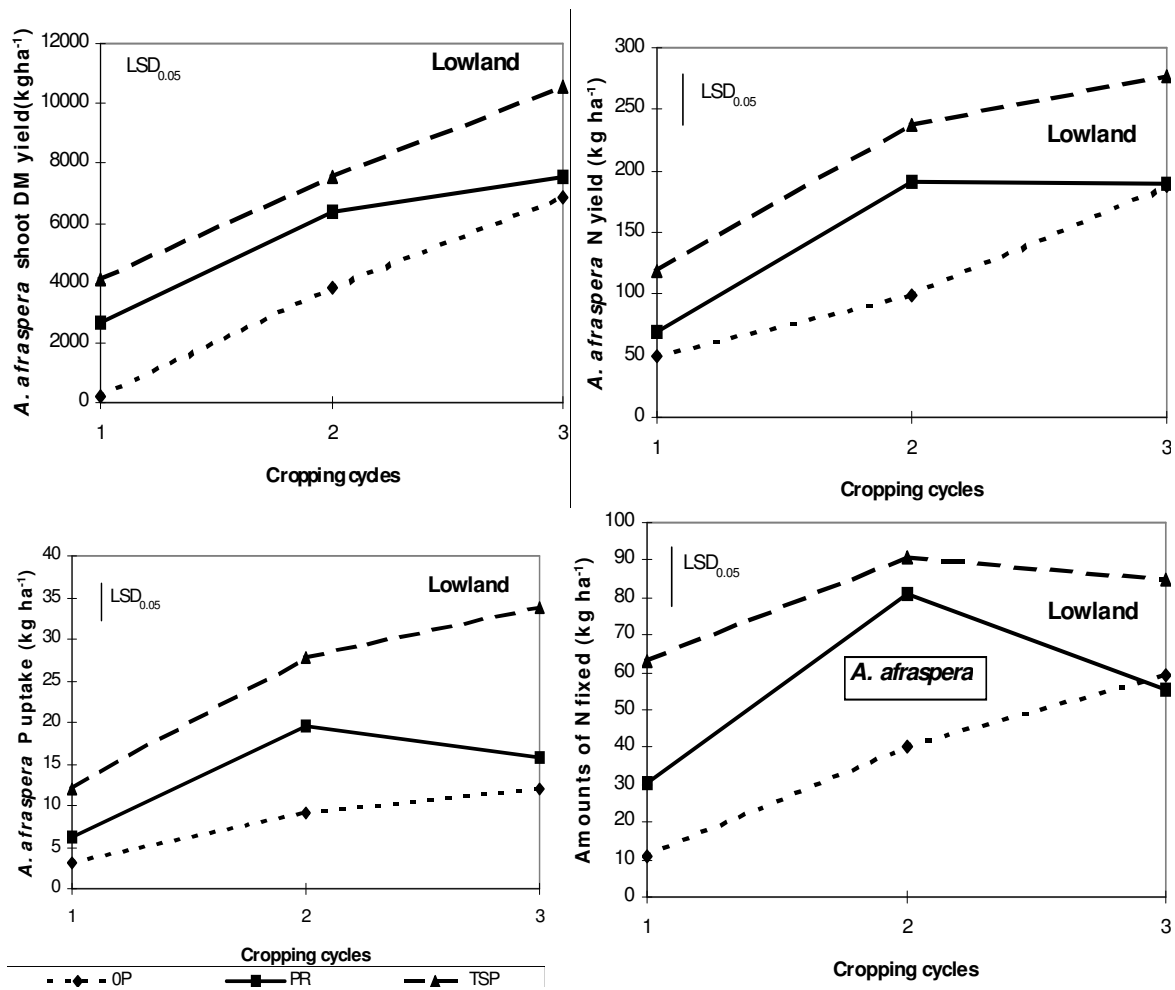 A. afraspera shoot DM yield(kgha-1)
12000
10000
8000
6000
4000
2000
0
LSD0.05
Lowland
1 2 3
Cropping cycles
A. afraspera N yield (kg ha-1)
300
250
200
150
100
50
0
LSD0.05
Lowland
1 2 3
Cropping cycles
A. afraspera P uptake (kg ha-1)
40
35
30
25
20
15
10
5
0
LSD0.05
Lowland
1 2 3
Cropping cycles
Amounts of N fixed (kg ha-1)
100
90
80
70
60
50
40
30
20
10
0
LSD0.05
Lowland
A. afraspera
1 2 3
Cropping cycles
0P PR TSP